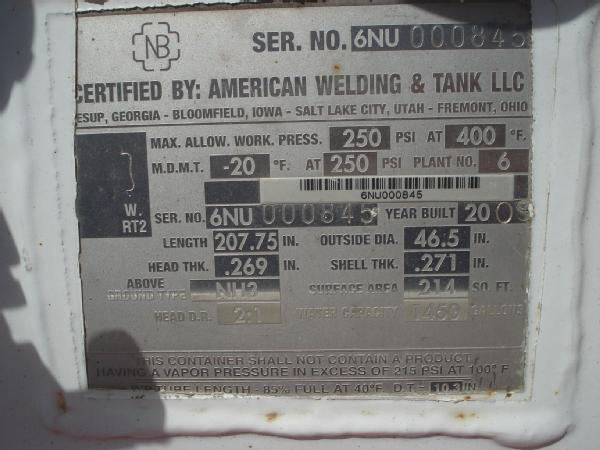 NB
SER. NO. 6NU 000845
CERTIFIED BY: AMERICAN WELDING & TANK LLC
ESUP, GEORGIA - BLOOMFIELD, IOWA - SALT LAKE CITY, UTAH - FREMONT, OHIO
MAX. ALLOW. WORK. PRESS. 250 PSI AT 400 °F.
M.D.M.T. -20 °F. AT 250 PSI PLANT NO. 6
6NU000845
W.
RT2
SER. NO. 6NU 000845 YEAR BUILT 2009
LENGTH 207.75 IN. OUTSIDE DIA. 46.5 IN.
HEAD THK. .269 IN. SHELL THK. .271 IN.
ABOVE
GROUND TYPE NH3 SURFACE AREA 214 SQ. FT.
HEAD D.R. 2:1 WATER CAPACITY 1450 GALLONS
THIS CONTAINER SHALL NOT CONTAIN A PRODUCT
HAVING A VAPOR PRESSURE IN EXCESS OF 215 PSI AT 100° F
TUBE LENGTH - 85% FULL AT 40°F. D.T.- 10.3 IN